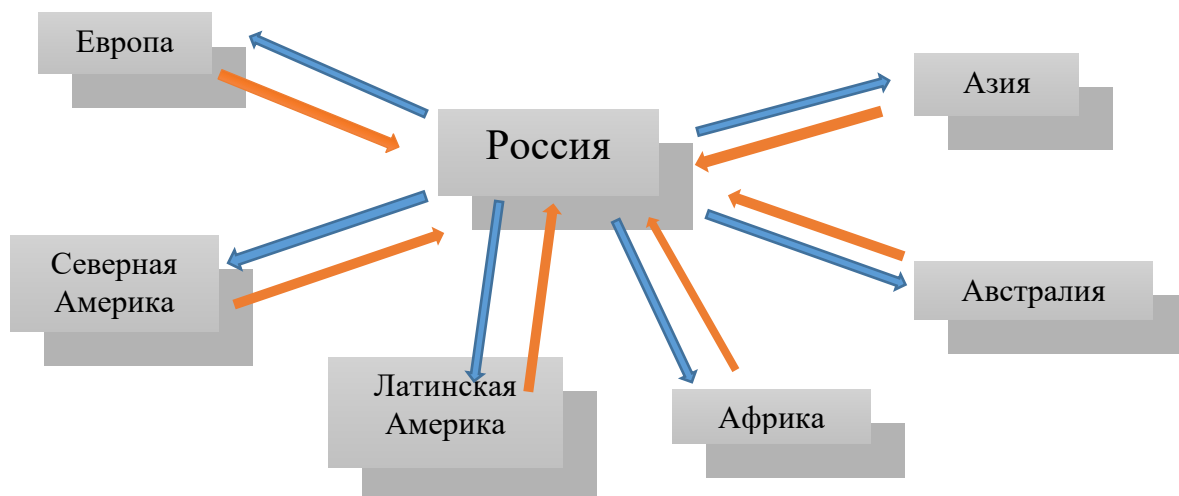 Европа
Азия
Россия
Северная
Америка
Австралия
Латинская
Америка
Африка